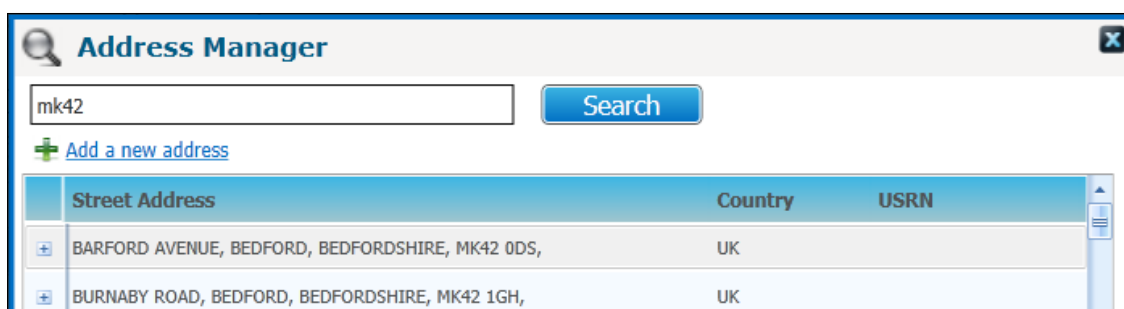 Address Manager
mk42
Search
Add a new address
Street Address Country USRN
BARFORD AVENUE, BEDFORD, BEDFORDSHIRE, MK42 0DS, UK
BURNABY ROAD, BEDFORD, BEDFORDSHIRE, MK42 1GH, UK